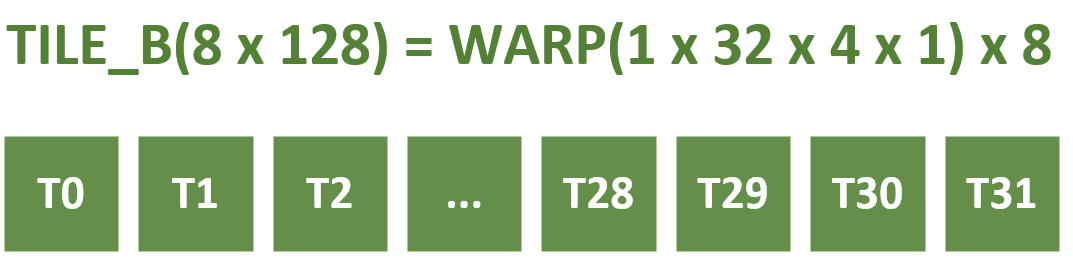 TILE_B(8 x 128) = WARP(1 x 32 x 4 x 1) x 8
T0 T1 T2 ... T28 T29 T30 T31